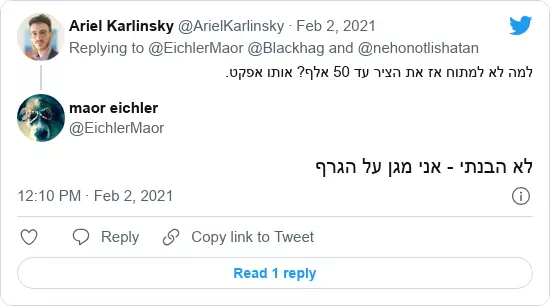 Ariel Karlinsky @ArielKarlinsky · Feb 2, 2021
Replying to @EichlerMaor @Blackhag and @nehonotlishatan
למה לא למתוח אז את הציר עד 50 אלף? אותו אפקט.
maor eichler
@EichlerMaor
לא הבנתי - אני מגן על הגרף
12:10 PM · Feb 2, 2021
Reply
Copy link to Tweet
Read 1 reply